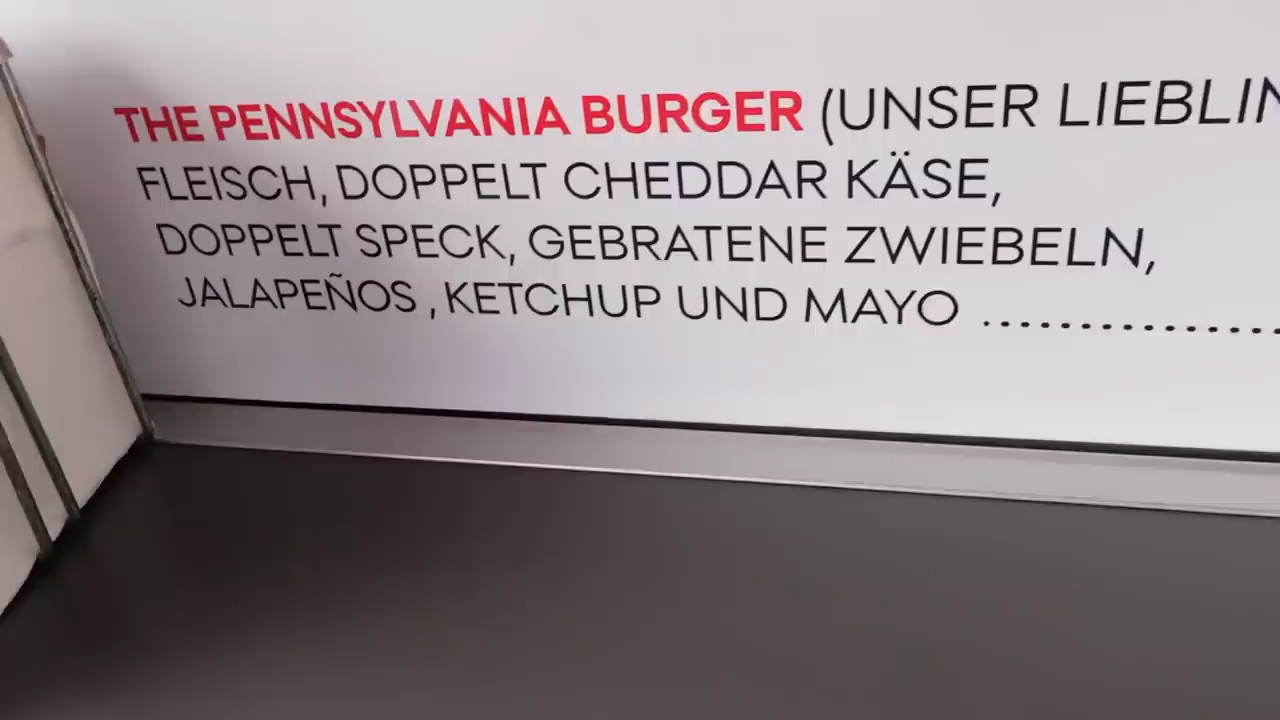 THE PENNSYLVANIA BURGER (UNSER
FLEISCH, DOPPELT CHEDDAR KÄSE,
DOPPELT SPECK, GEBRATENE ZWIEBELN,
JALAPEÑOS , KETCHUP UND MAYO ................